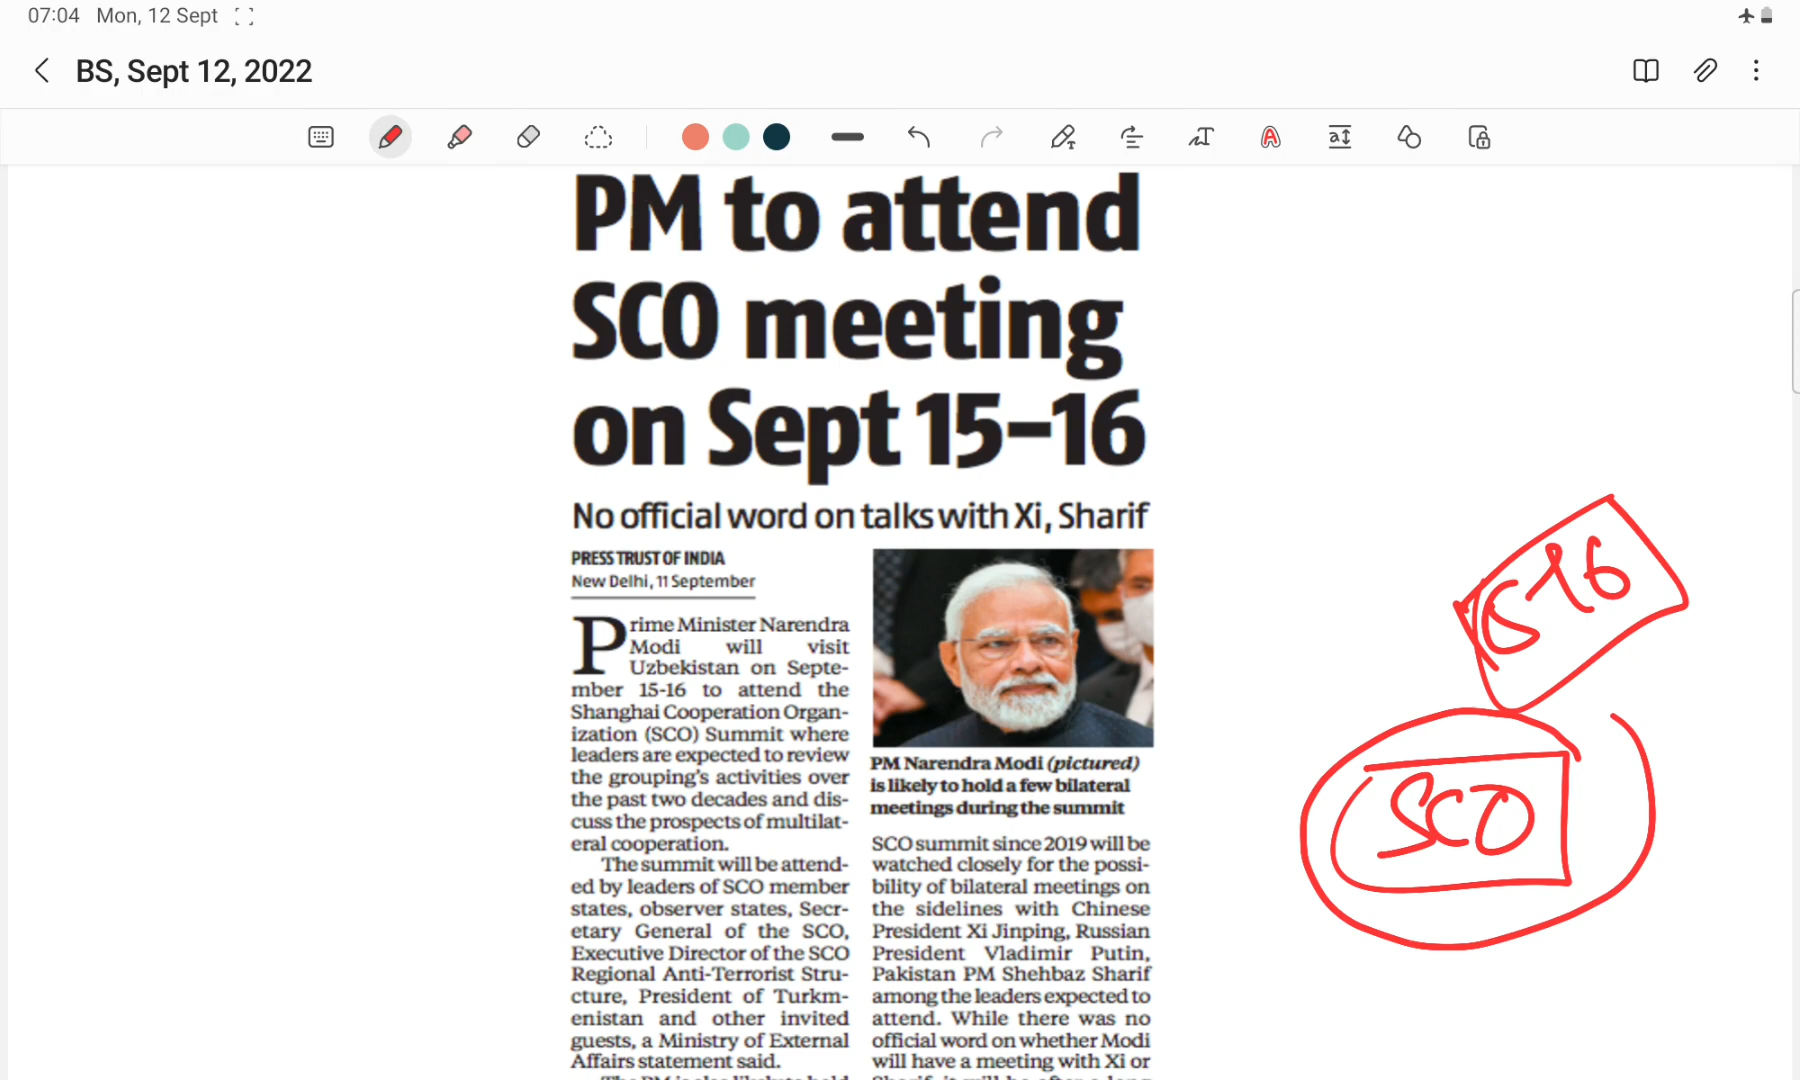 07:04 Mon, 12 Sept
BS, Sept 12, 2022
PM to attend
SCO meeting
on Sept 15-16
No official word on talks with Xi, Sharif
PRESS TRUST OF INDIA
New Delhi, 11 September
Prime Minister Narendra
Modi will visit
Uzbekistan on Septe-
mber 15-16 to attend the
Shanghai Cooperation Organ-
ization (SCO) Summit where
leaders are expected to review
the grouping's activities over
the past two decades and dis-
cuss the prospects of multilat-
eral cooperation.
The summit will be attend-
ed by leaders of SCO member
states, observer states, Secr-
etary General of the SCO,
Executive Director of the SCO
Regional Anti-Terrorist Stru-
cture, President of Turkm-
enistan and other invited
guests, a Ministry of External
Affairs statement said.
PM Narendra Modi (pictured)
is likely to hold a few bilateral
meetings during the summit
SCO summit since 2019 will be
watched closely for the possi-
bility of bilateral meetings on
the sidelines with Chinese
President Xi Jinping, Russian
President Vladimir Putin,
Pakistan PM Shehbaz Sharif
among the leaders expected to
attend. While there was no
official word on whether Modi
will have a meeting with Xi or
16
SCO